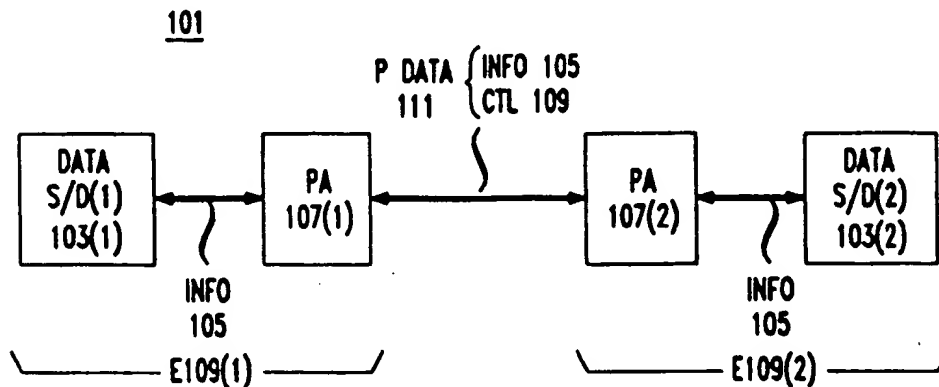 101
P DATA
111
INFO 105
CTL 109
DATA
S/D(1)
103(1)
PA
107(1)
PA
107(2)
DATA
S/D(2)
103(2)
INFO
105
INFO
105
E109(1)
E109(2)